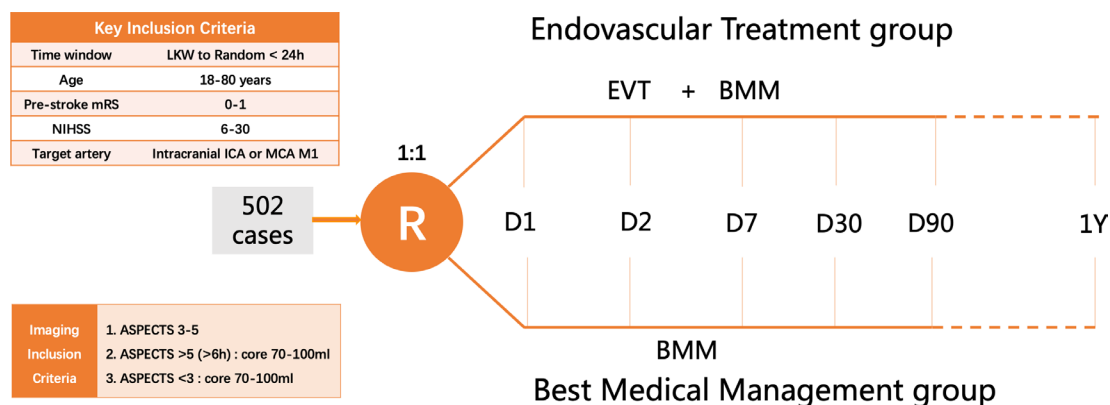 Key Inclusion Criteria
Time window LKW to Random < 24h
Age 18-80 years
Pre-stroke mRS 0-1
NIHSS 6-30
Target artery Intracranial ICA or MCA M1
502
cases
1:1
R
Endovascular Treatment group
EVT + BMM
D1 D2 D7 D30 D90 1Y
BMM
Best Medical Management group
Imaging
Inclusion
Criteria
1. ASPECTS 3-5
2. ASPECTS >5 (>6h) : core 70-100ml
3. ASPECTS <3 : core 70-100ml